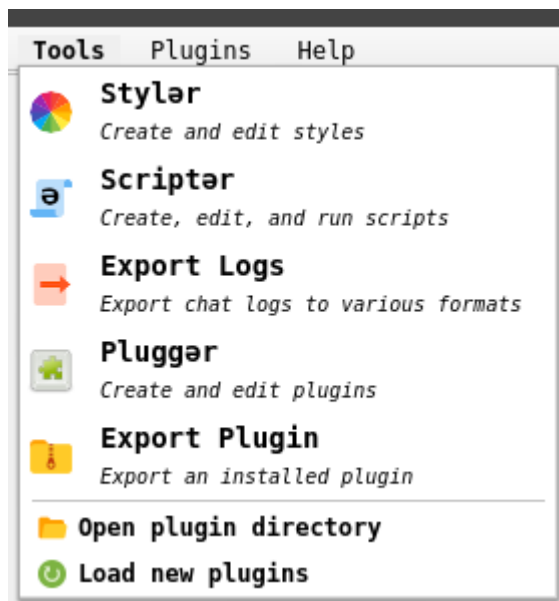 Tools Plugins Help
Stylər
Create and edit styles
ə
Scriptər
Create, edit, and run scripts
Export Logs
Export chat logs to various formats
Pluggər
Create and edit plugins
Export Plugin
Export an installed plugin
Open plugin directory
Load new plugins